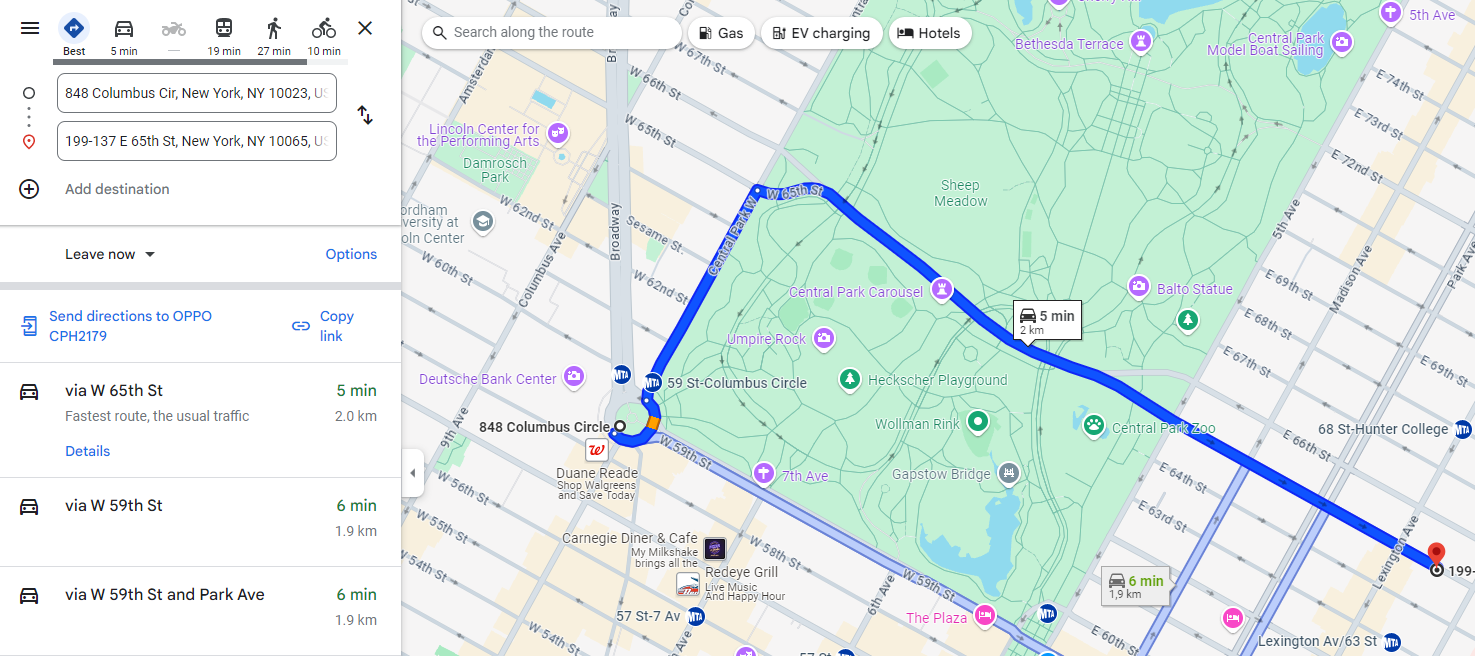 Best
5 min
—
19 min
27 min
10 min
848 Columbus Cir, New York, NY 10023, US
199-137 E 65th St, New York, NY 10065, US
Add destination
Leave now
Options
Send directions to OPPO
CPH2179
Copy
link
via W 65th St
5 min
Fastest route, the usual traffic
2.0 km
Details
via W 59th St
6 min
1.9 km
via W 59th St and Park Ave
6 min
1.9 km
Search along the route
Gas
EV charging
Hotels
5th Ave
Bethesda Terrace
Central Park
Model Boat Sailing
Amsterdam
W 67th St
W 66th St
W 65th St
E 74th St
E 73rd St
E 72nd St
Lincoln Center for
the Performing Arts
Damrosch
Park
W 62nd St
Sesame St
Broadway
Columbus Ave
W 60th St
W 62nd St
Central Park W
W 65th St
Sheep
Meadow
5th Ave
Madison Ave
Park Ave
E 69th St
E 68th St
E 67th St
E 66th St
E 64th St
E 63rd St
E 60th St
Central Park Carousel
Balto Statue
5 min
2 km
Umpire Rock
Deutsche Bank Center
MTA
MTA
59 St-Columbus Circle
Heckscher Playground
848 Columbus Circle
Wollman Rink
Central Park Zoo
68 St-Hunter College
MTA
9th Ave
Duane Reade
Shop Walgreens
and Save Today
W 59th St
7th Ave
Gapstow Bridge
W 56th St
W 55th St
W 54th St
W 54th St
Carnegie Diner & Cafe
My Milkshake
brings all the
Redeye Grill
Live Music
And Happy Hour
W 58th St
W 59th St
6th Ave
7th Ave
57 St-7 Av
MTA
The Plaza
MTA
6 min
1,9 km
Lexington Ave
199-
Lexington Av/63 St
MTA